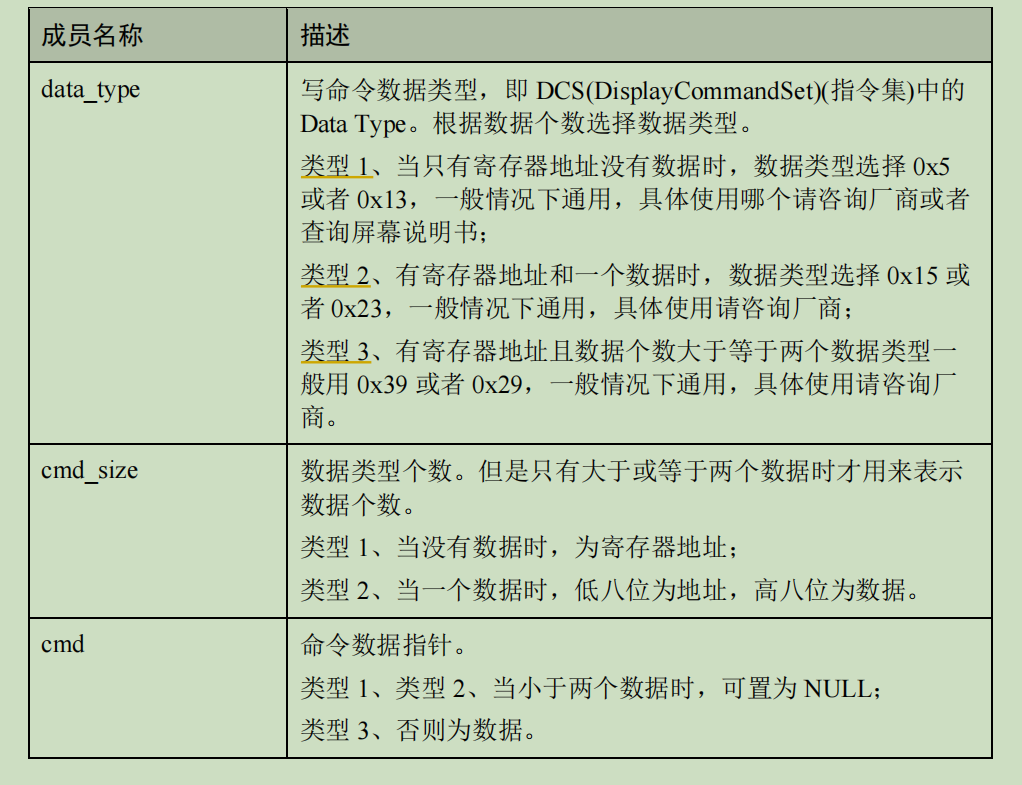 成员名称 描述
data_type
写命令数据类型，即 DCS(DisplayCommandSet)(指令集)中的
Data Type。根据数据个数选择数据类型。
类型 1、当只有寄存器地址没有数据时，数据类型选择 0x5
或者 0x13，一般情况下通用，具体使用哪个请咨询厂商或者
查询屏幕说明书；
类型 2、有寄存器地址和一个数据时，数据类型选择 0x15 或
者 0x23，一般情况下通用，具体使用请咨询厂商；
类型 3、有寄存器地址且数据个数大于等于两个数据类型一
般用 0x39 或者 0x29，一般情况下通用，具体使用请咨询厂
商。
cmd_size
数据类型个数。但是只有大于或等于两个数据时才用来表示
数据个数。
类型 1、当没有数据时，为寄存器地址；
类型 2、当一个数据时，低八位为地址，高八位为数据。
cmd
命令数据指针。
类型 1、类型 2、当小于两个数据时，可置为 NULL；
类型 3、否则为数据。